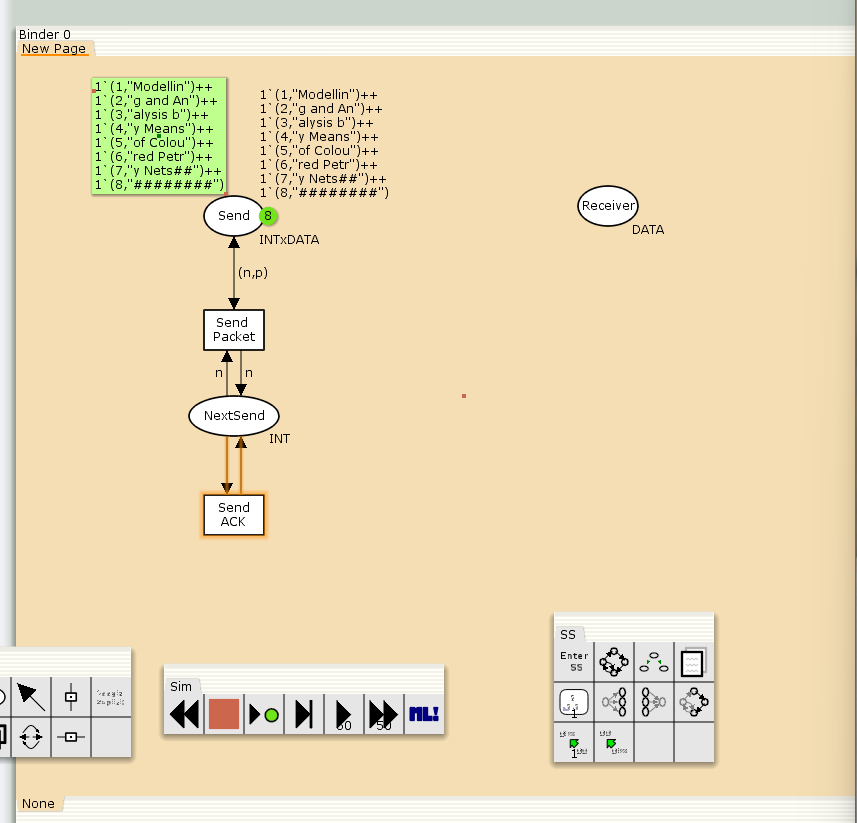 Binder 0
New Page
1`(1,"Modellin")++
1`(2,"g and An")++
1`(3,"alysis b")++
1`(4,"y Means")++
1`(5,"of Colou")++
1`(6,"red Petr")++
1`(7,"y Nets##")++
1`(8,"########")
1`(1,"Modellin")++
1`(2,"g and An")++
1`(3,"alysis b")++
1`(4,"y Means")++
1`(5,"of Colou")++
1`(6,"red Petr")++
1`(7,"y Nets##")++
1`(8,"########")
Send
8
INTxDATA
Receiver
DATA
(n,p)
Send
Packet
n
n
NextSend
INT
Send
ACK
SS
Enter
SS
1
1
Sim
50
ML!
None